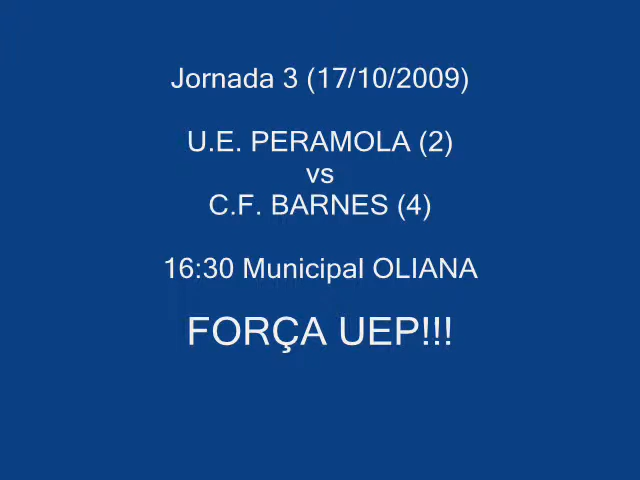 Jornada 3 (17/10/2009)
U.E. PERAMOLA (2)
vs
C.F. BARNES (4)
16:30 Municipal OLIANA
FORÇA UEP!!!